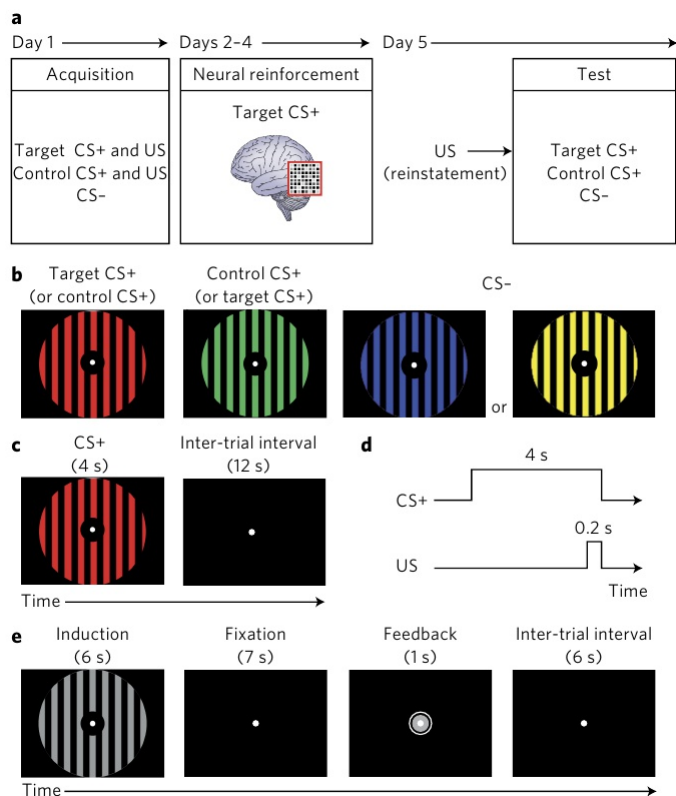 a
Day 1
Days 2–4
Day 5
Acquisition
Neural reinforcement
Test
Target CS+ and US
Control CS+ and US
CS–
Target CS+
US
(reinstatement)
Target CS+
Control CS+
CS–
b
Target CS+
(or control CS+)
Control CS+
(or target CS+)
CS–
or
c
CS+
(4 s)
Inter-trial interval
(12 s)
Time
d
4 s
CS+
0.2 s
US
Time
e
Induction
(6 s)
Fixation
(7 s)
Feedback
(1 s)
Inter-trial interval
(6 s)
Time